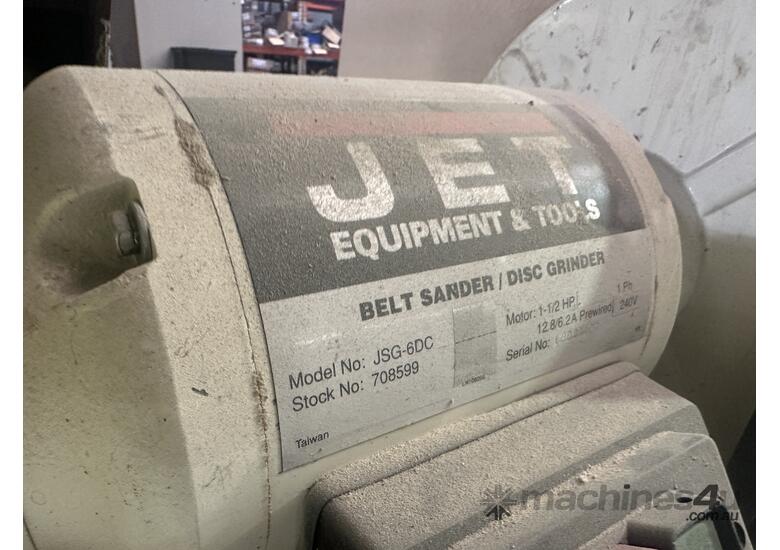 JET
EQUIPMENT & TOOLS
BELT SANDER / DISC GRINDER
Model No: JSG-6DC
Stock No: 708599
Motor: 1-1/2 HP, 1 Ph
12.8/6.2A Prewired, 240V
Serial No:
Taiwan
machines4u
.com.au